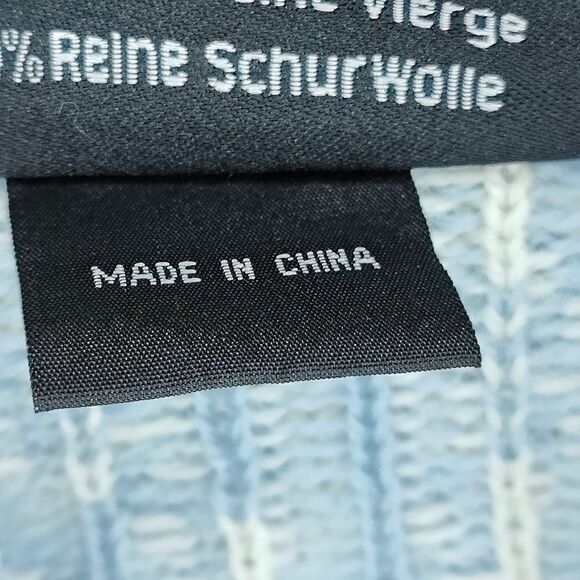 Vierge
% Reine Schurwolle
MADE IN CHINA